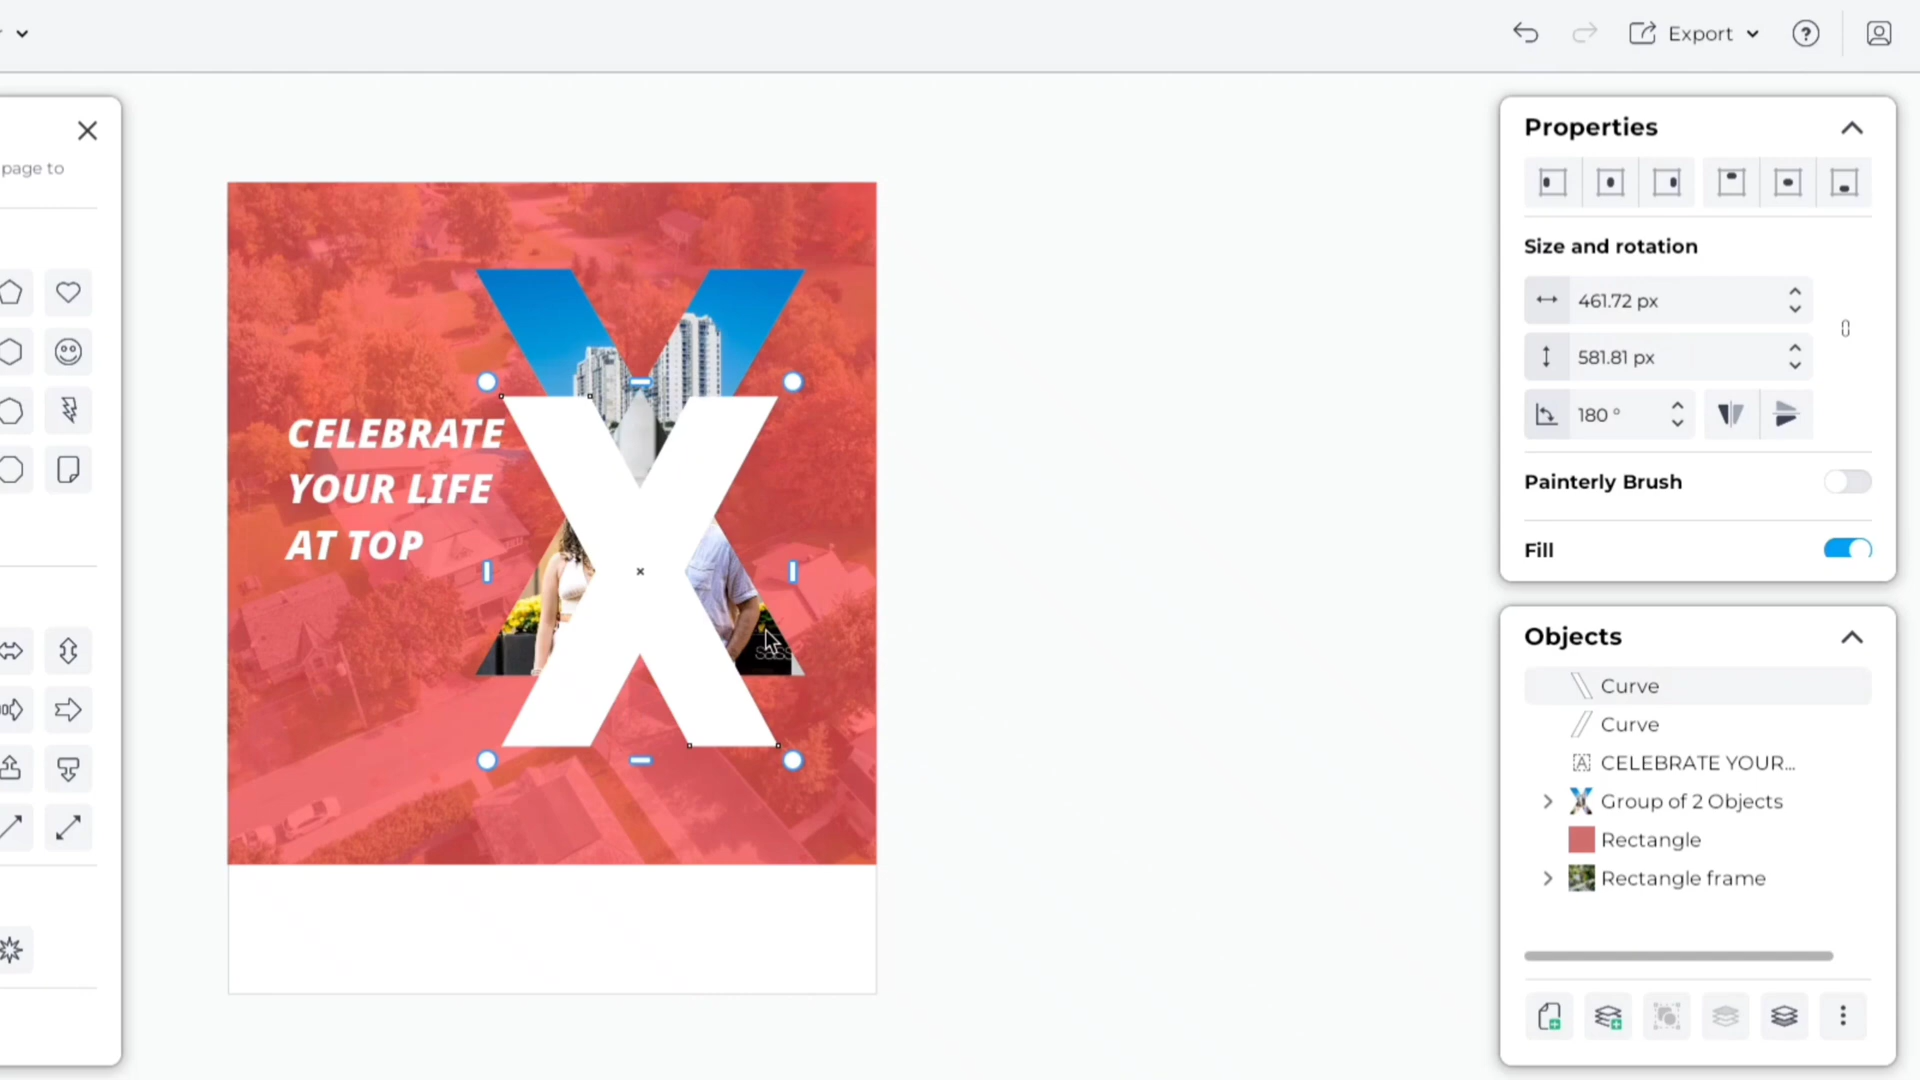 Export
page to
Properties
Size and rotation
461.72 px
581.81 px
180 °
Painterly Brush
Fill
CELEBRATE
YOUR LIFE
AT TOP
Objects
Curve
Curve
CELEBRATE YOUR...
Group of 2 Objects
Rectangle
Rectangle frame